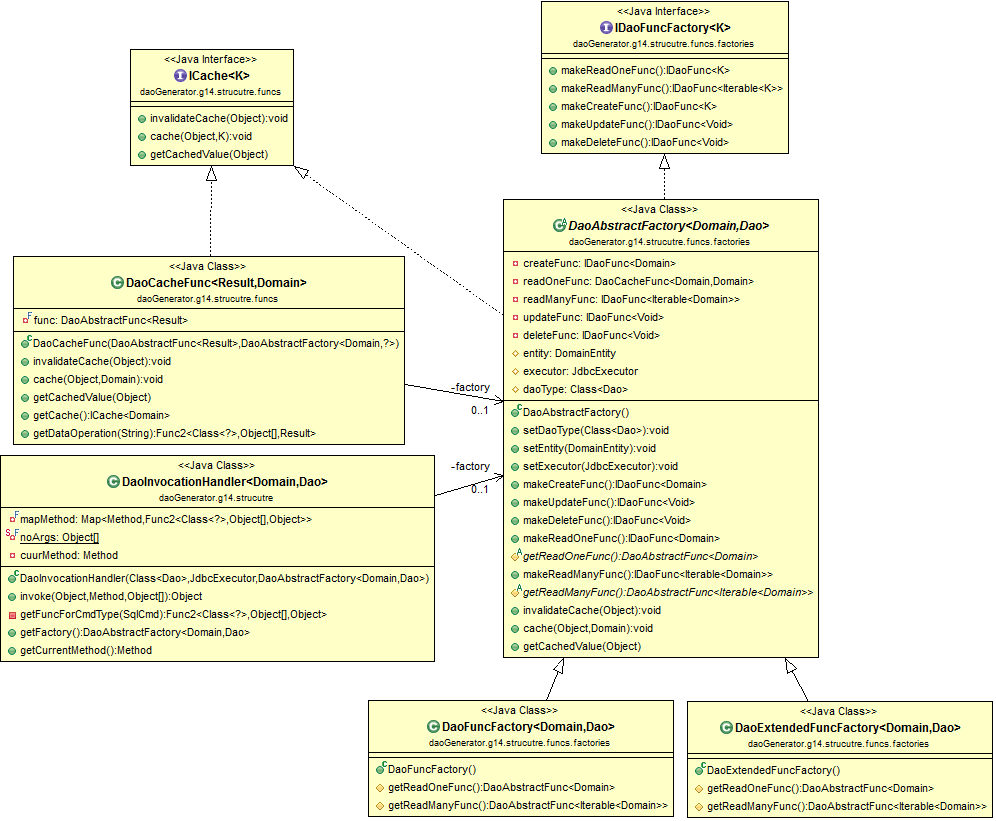 <<Java Interface>>
IDaoFuncFactory<K>
daoGenerator.g14.strucutre.funcs.factories
makeReadOneFunc():IDaoFunc<K>
makeReadManyFunc():IDaoFunc<Iterable<K>>
makeCreateFunc():IDaoFunc<K>
makeUpdateFunc():IDaoFunc<Void>
makeDeleteFunc():IDaoFunc<Void>
<<Java Interface>>
ICache<K>
daoGenerator.g14.strucutre.funcs
invalidateCache(Object):void
cache(Object,K):void
getCachedValue(Object)
<<Java Class>>
DaoAbstractFactory<Domain,Dao>
daoGenerator.g14.strucutre.funcs.factories
createFunc: IDaoFunc<Domain>
readOneFunc: DaoCacheFunc<Domain,Domain>
readManyFunc: IDaoFunc<Iterable<Domain>>
updateFunc: IDaoFunc<Void>
deleteFunc: IDaoFunc<Void>
entity: DomainEntity
executor: JdbcExecutor
daoType: Class<Dao>
DaoAbstractFactory()
setDaoType(Class<Dao>):void
setEntity(DomainEntity):void
setExecutor(JdbcExecutor):void
makeCreateFunc():IDaoFunc<Domain>
makeUpdateFunc():IDaoFunc<Void>
makeDeleteFunc():IDaoFunc<Void>
makeReadOneFunc():IDaoFunc<Domain>
getReadOneFunc():DaoAbstractFunc<Domain>
makeReadManyFunc():IDaoFunc<Iterable<Domain>>
getReadManyFunc():DaoAbstractFunc<Iterable<Domain>>
invalidateCache(Object):void
cache(Object,Domain):void
getCachedValue(Object)
<<Java Class>>
DaoCacheFunc<Result,Domain>
daoGenerator.g14.strucutre.funcs
func: DaoAbstractFunc<Result>
DaoCacheFunc(DaoAbstractFunc<Result>,DaoAbstractFactory<Domain,?>)
invalidateCache(Object):void
cache(Object,Domain):void
getCachedValue(Object)
getCache():ICache<Domain>
getDataOperation(String):Func2<Class<?>,Object[],Result>
-factory
0..1
<<Java Class>>
DaoInvocationHandler<Domain,Dao>
daoGenerator.g14.strucutre
mapMethod: Map<Method,Func2<Class<?>,Object[],Object>>
noArgs: Object[]
cuurMethod: Method
DaoInvocationHandler(Class<Dao>,JdbcExecutor,DaoAbstractFactory<Domain,Dao>)
invoke(Object,Method,Object[]):Object
getFuncForCmdType(SqlCmd):Func2<Class<?>,Object[],Object>
getFactory():DaoAbstractFactory<Domain,Dao>
getCurrentMethod():Method
-factory
0..1
<<Java Class>>
DaoFuncFactory<Domain,Dao>
daoGenerator.g14.strucutre.funcs.factories
DaoFuncFactory()
getReadOneFunc():DaoAbstractFunc<Domain>
getReadManyFunc():DaoAbstractFunc<Iterable<Domain>>
<<Java Class>>
DaoExtendedFuncFactory<Domain,Dao>
daoGenerator.g14.strucutre.funcs.factories
DaoExtendedFuncFactory()
getReadOneFunc():DaoAbstractFunc<Domain>
getReadManyFunc():DaoAbstractFunc<Iterable<Domain>>